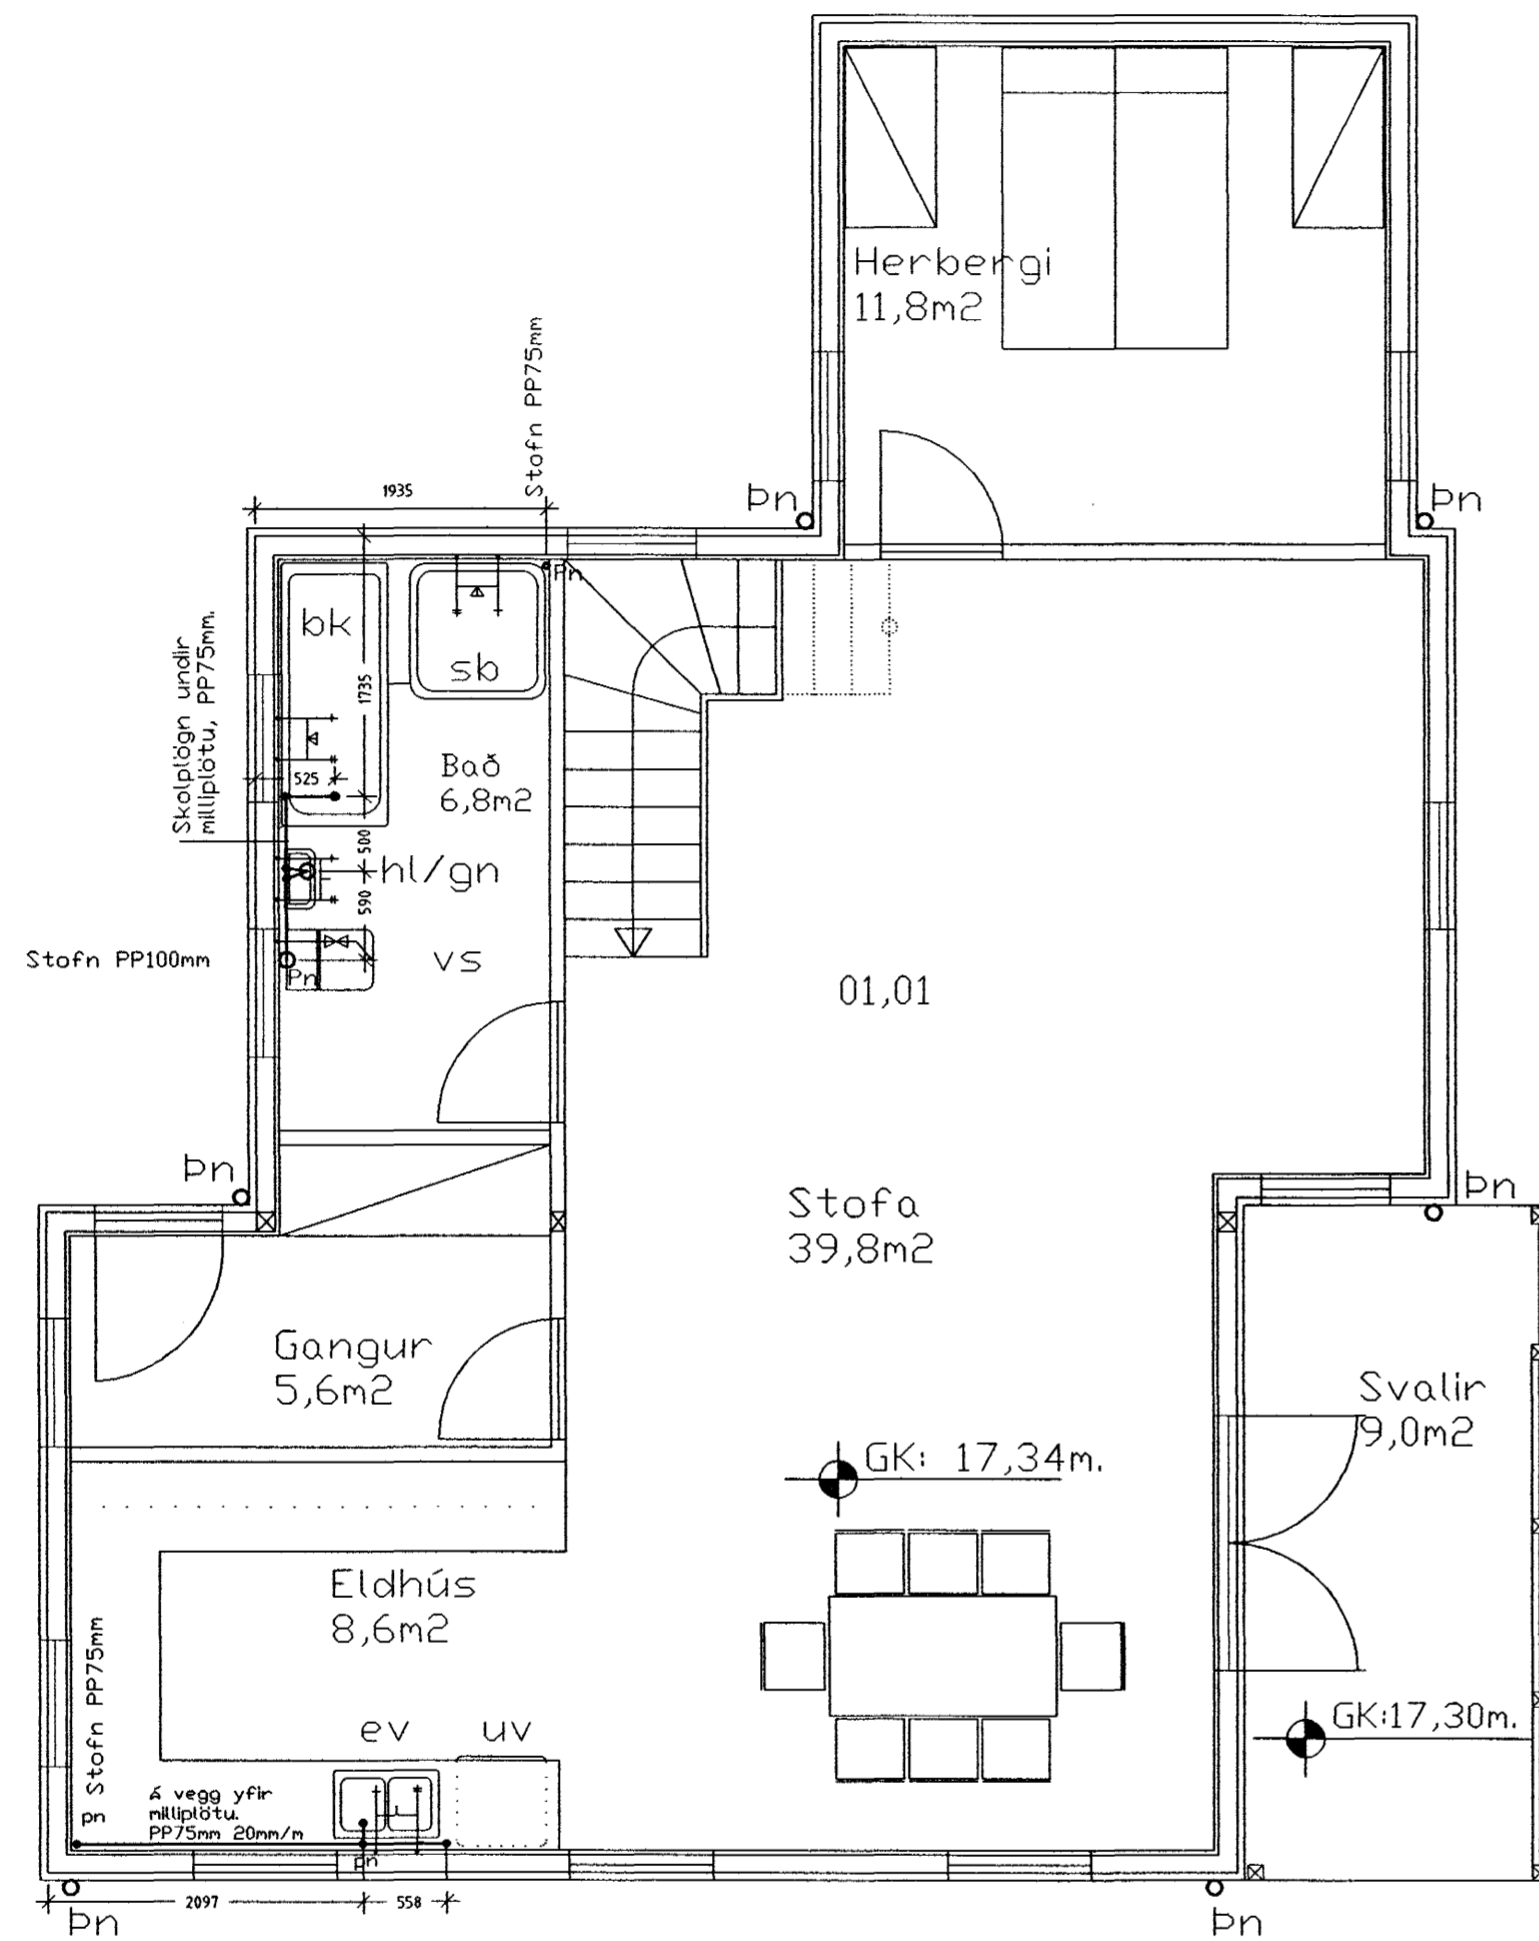 Herbergi
11,8m2
Stofn PP75mm
1935
Þn
Þn
Þn
bk
sb
1735
Skolplögn undir
milliplötu, PP75mm.
525
Bað
6,8m2
500
hl/gn
590
Stofn PP100mm
Þn
vs
01,01
Þn
Þn
Stofa
39,8m2
Gangur
5,6m2
Svalir
9,0m2
GK: 17,34m.
Eldhús
8,6m2
þn Stofn PP75mm
ev
uv
GK:17,30m.
Á vegg yfir
milliplötu.
PP75mm 20mm/m
þn
2097
558
Þn
Þn